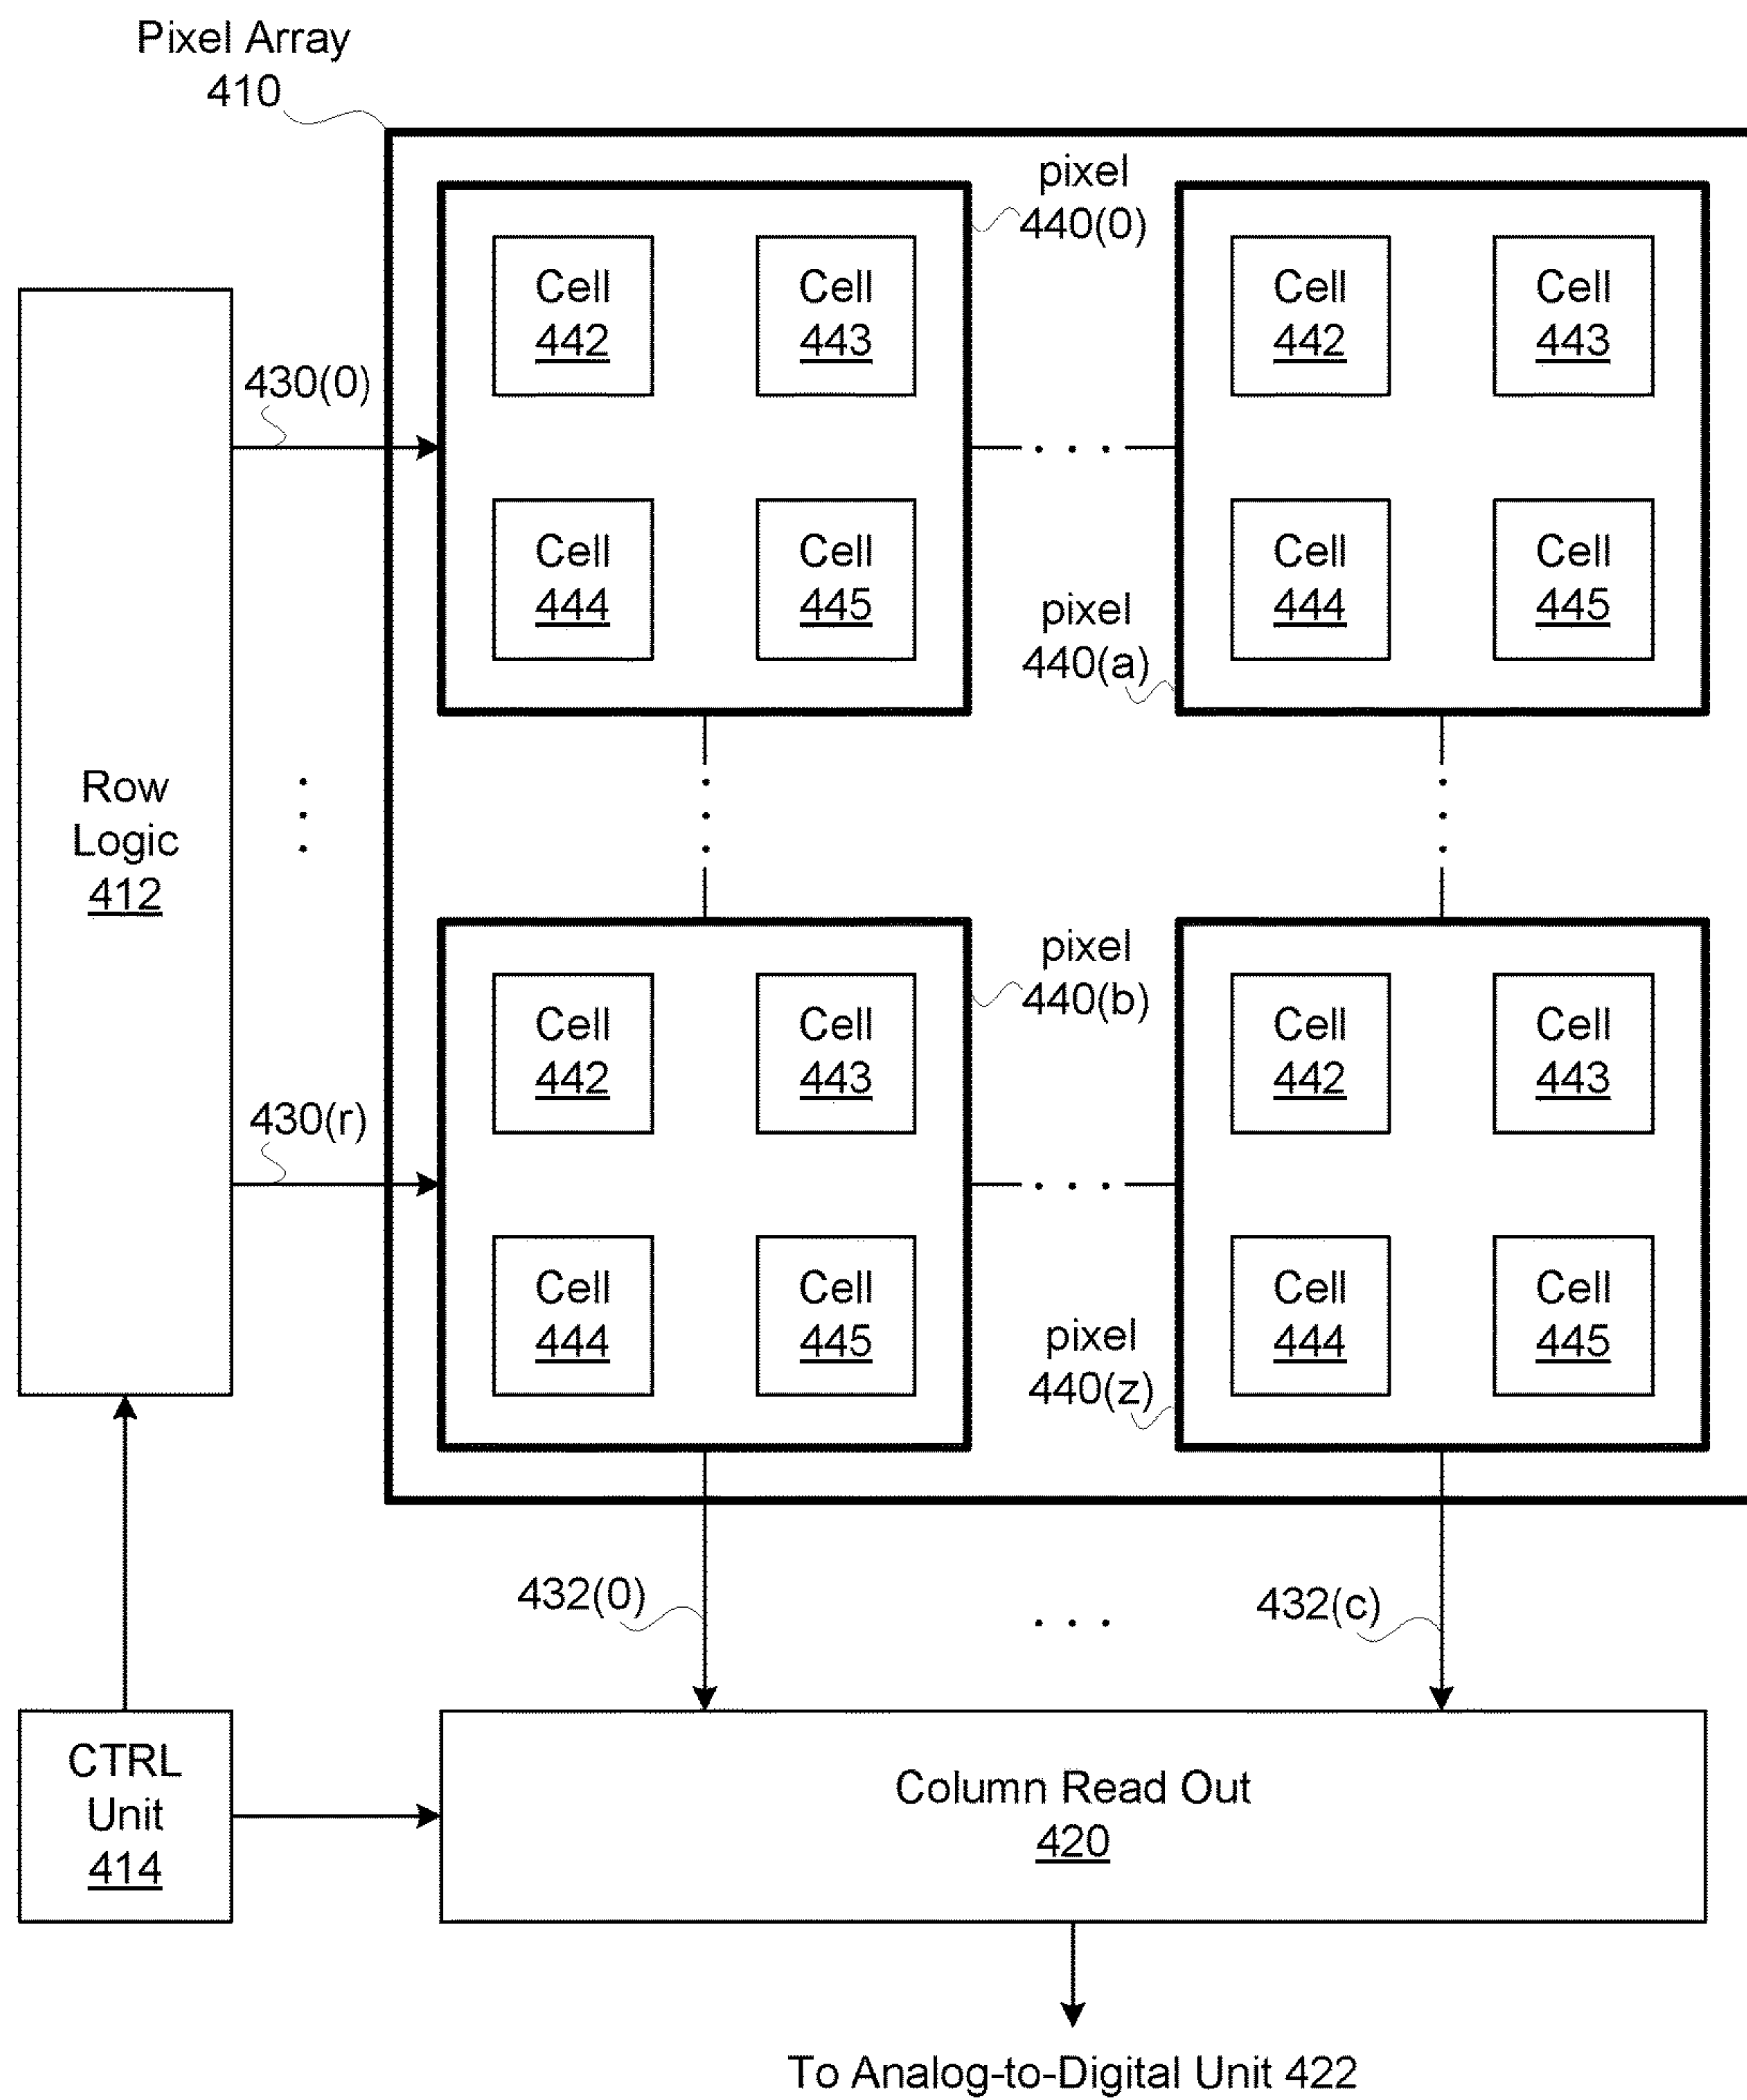 Pixel Array
410
pixel
440(0)
Cell
442
Cell
443
Cell
442
Cell
443
430(0)
Cell
444
Cell
445
pixel
440(a)
Cell
444
Cell
445
Row
Logic
412
pixel
440(b)
Cell
442
Cell
443
Cell
442
Cell
443
430(r)
Cell
444
Cell
445
pixel
440(z)
Cell
444
Cell
445
432(0)
432(c)
CTRL
Unit
414
Column Read Out
420
To Analog-to-Digital Unit 422